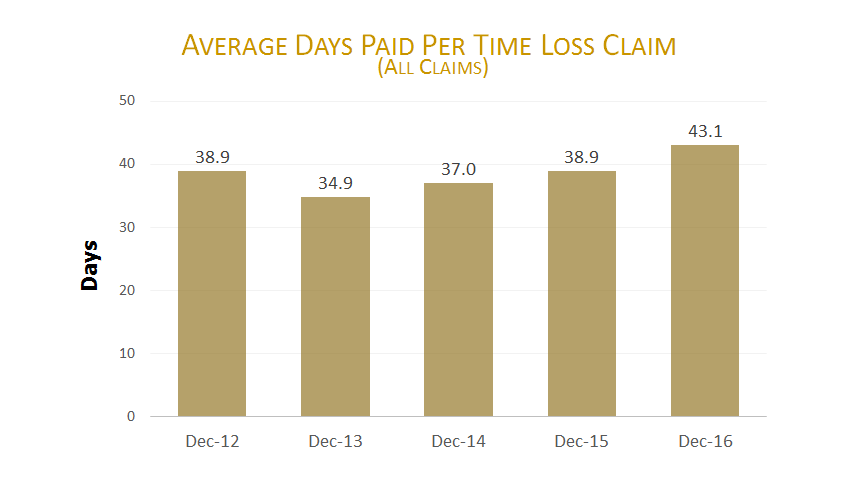 AVERAGE DAYS PAID PER TIME LOSS CLAIM
(ALL CLAIMS)
50
40
30
20
10
0
Days
38.9
34.9
37.0
38.9
43.1
Dec-12
Dec-13
Dec-14
Dec-15
Dec-16